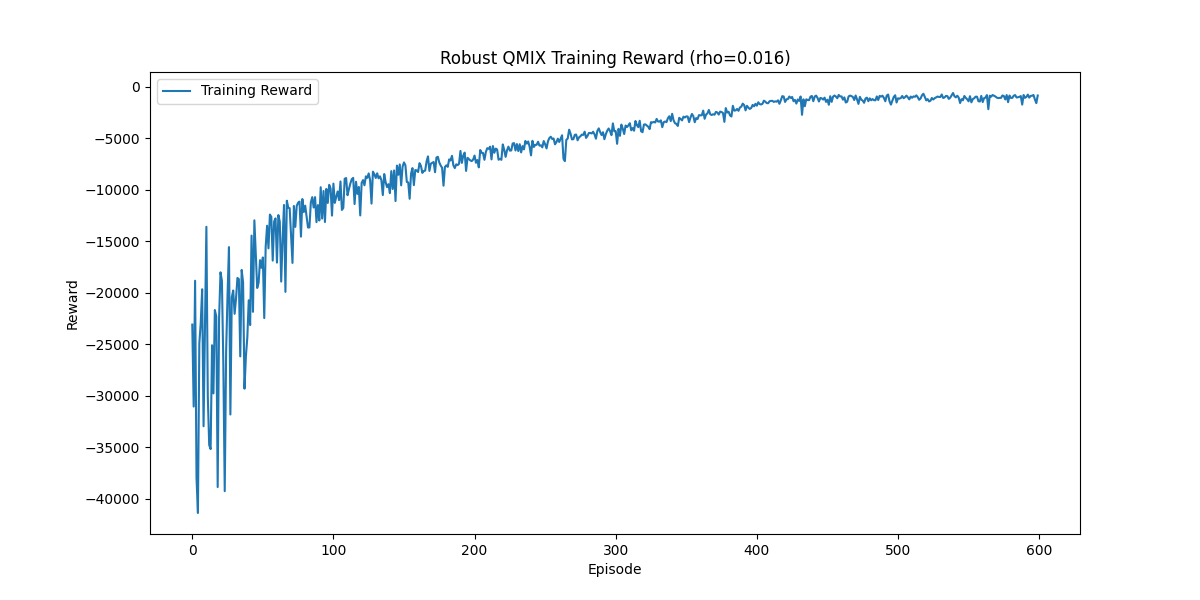 Robust QMIX Training Reward (rho=0.016)
Training Reward
Reward
0
−5000
−10000
−15000
−20000
−25000
−30000
−35000
−40000
0 100 200 300 400 500 600
Episode